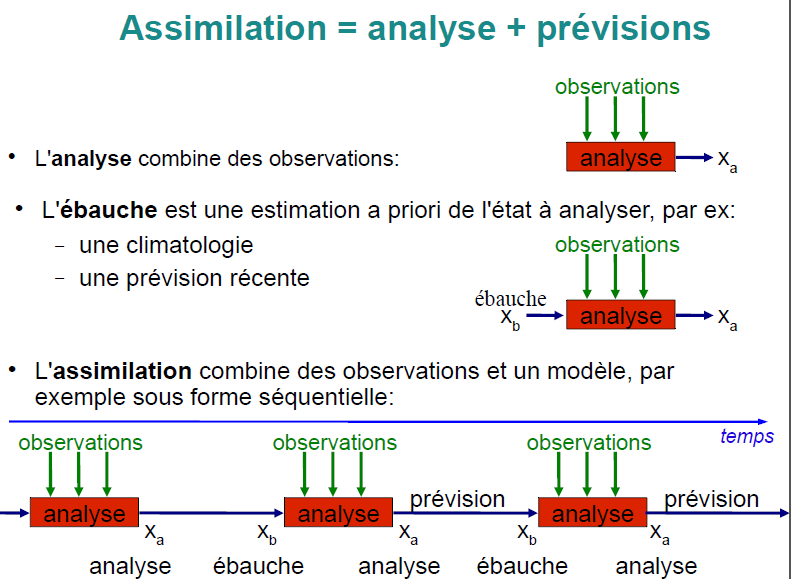 Assimilation = analyse + prévisions
observations
• L'analyse combine des observations:
analyse
xa
• L'ébauche est une estimation a priori de l'état à analyser, par ex:
– une climatologie
observations
– une prévision récente
ébauche
xb
analyse
xa
• L'assimilation combine des observations et un modèle, par
exemple sous forme séquentielle:
temps
observations observations observations
prévision prévision
analyse analyse analyse
xa xb xa xb xa
analyse ébauche analyse ébauche analyse